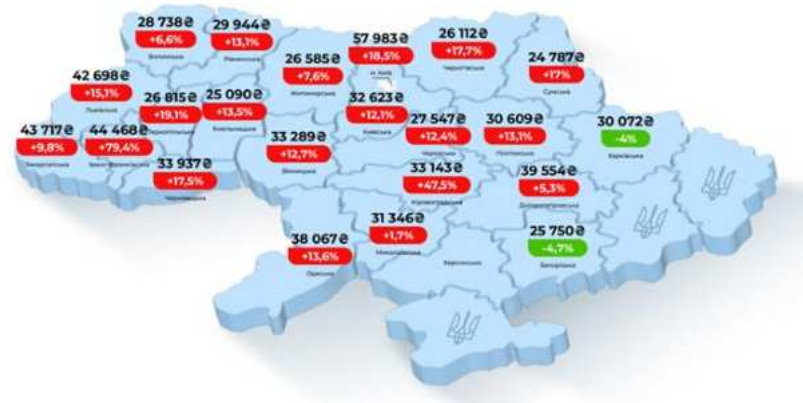 28 738₴
+6,6%
Волинська
29 944₴
+13,1%
Рівненська
26 585₴
+7,6%
Житомирська
57 983₴
+18,5%
м. Київ
26 112₴
+17,7%
Чернігівська
24 787₴
+17%
Сумська
42 698₴
+15,1%
Львівська
26 815₴
+19,1%
Тернопільська
25 090₴
+13,5%
Хмельницька
32 623₴
+12,1%
Київська
27 547₴
+12,4%
Черкаська
30 609₴
+13,1%
Полтавська
30 072₴
-4%
Харківська
43 717₴
+9,8%
Закарпатська
44 468₴
+79,4%
Івано-Франківська
33 937₴
+17,5%
Чернівецька
33 289₴
+12,7%
Вінницька
33 143₴
+47,5%
Кіровоградська
39 554₴
+5,3%
Дніпропетровська
38 067₴
+13,6%
Одеська
31 346₴
+1,7%
Миколаївська
Херсонська
25 750₴
-4,7%
Запорізька